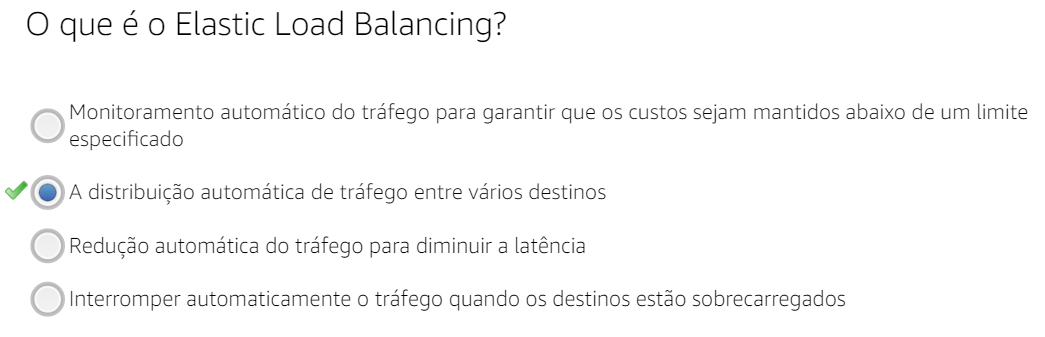 O que é o Elastic Load Balancing?
Monitoramento automático do tráfego para garantir que os custos sejam mantidos abaixo de um limite
especificado
A distribuição automática de tráfego entre vários destinos
Redução automática do tráfego para diminuir a latência
Interromper automaticamente o tráfego quando os destinos estão sobrecarregados